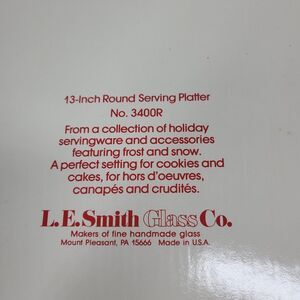 13-Inch Round Serving Platter
No. 3400R
From a collection of holiday
servingware and accessories
featuring frost and snow.
A perfect setting for cookies and
cakes, for hors d'oeuvres,
canapés and crudités.
L.E. Smith Glass Co.
Makers of fine handmade glass
Mount Pleasant, PA 15666 Made in U.S.A.